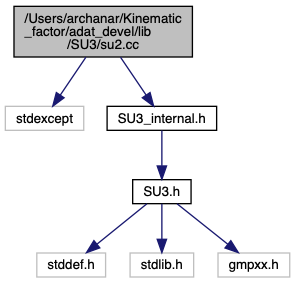 /Users/archanar/Kinematic
_factor/adat_devel/lib
/SU3/su2.cc
stdexcept
SU3_internal.h
SU3.h
stddef.h
stdlib.h
gmpxx.h